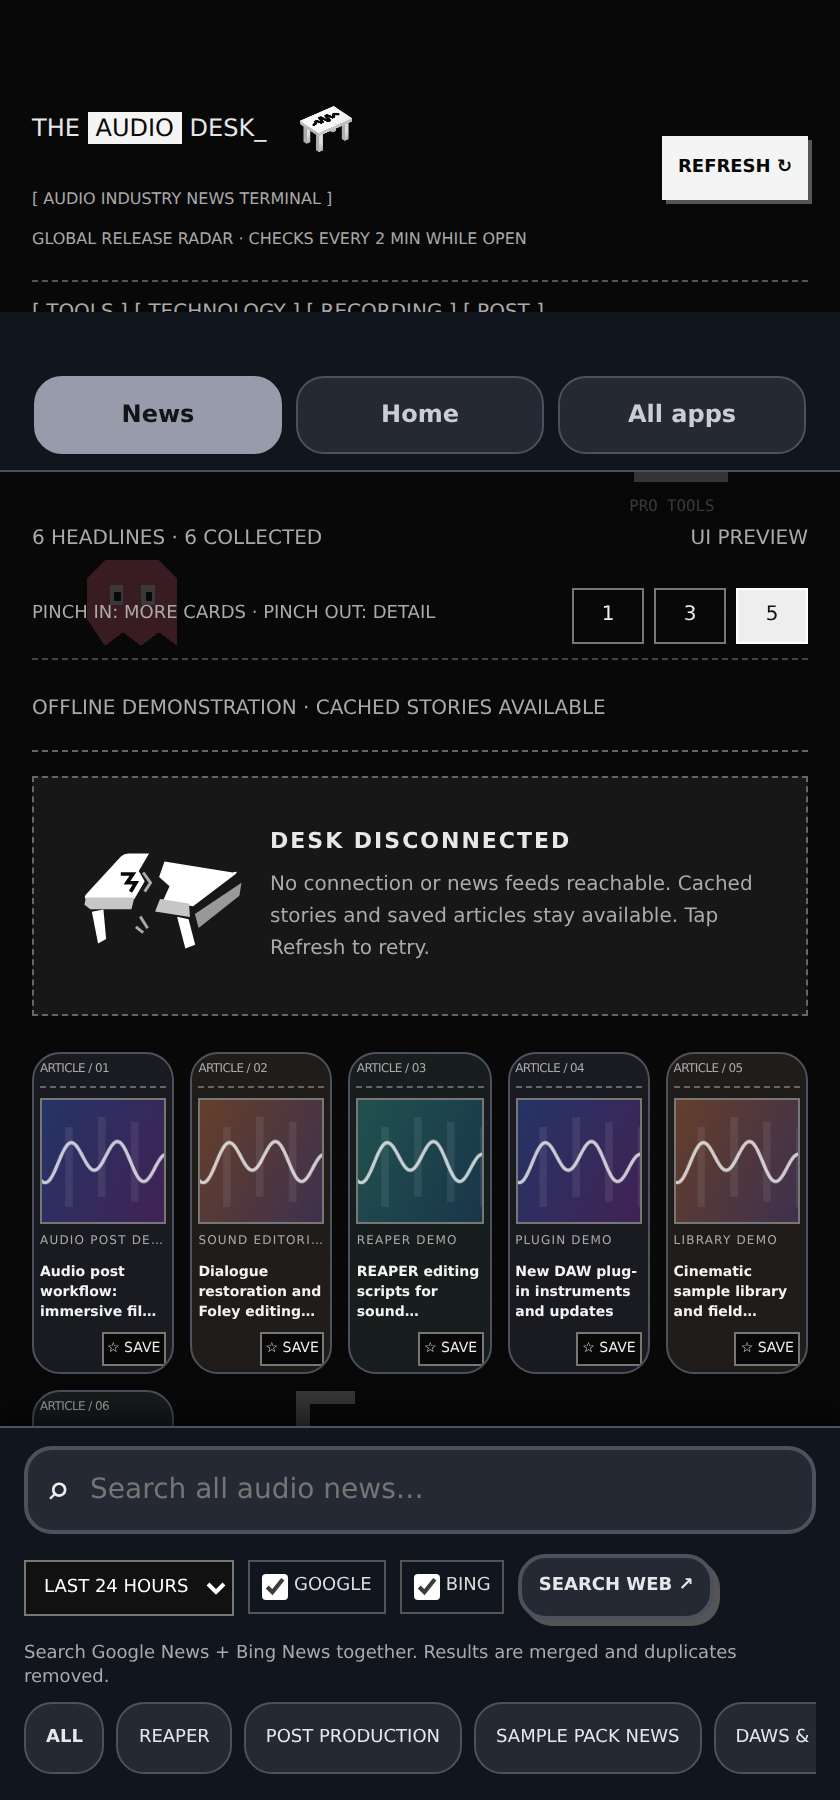 THE AUDIO DESK_
REFRESH ↻
[ AUDIO INDUSTRY NEWS TERMINAL ]
GLOBAL RELEASE RADAR · CHECKS EVERY 2 MIN WHILE OPEN
[ TOOLS ] [ TECHNOLOGY ] [ RECORDING ] [ POST ]
News
Home
All apps
PRO TOOLS
6 HEADLINES · 6 COLLECTED
UI PREVIEW
PINCH IN: MORE CARDS · PINCH OUT: DETAIL
1
3
5
OFFLINE DEMONSTRATION · CACHED STORIES AVAILABLE
DESK DISCONNECTED
No connection or news feeds reachable. Cached
stories and saved articles stay available. Tap
Refresh to retry.
ARTICLE / 01
AUDIO POST DE…
Audio post
workflow:
immersive fil…
☆ SAVE
ARTICLE / 02
SOUND EDITORI…
Dialogue
restoration and
Foley editing…
☆ SAVE
ARTICLE / 03
REAPER DEMO
REAPER editing
scripts for
sound…
☆ SAVE
ARTICLE / 04
PLUGIN DEMO
New DAW plug-
in instruments
and updates
☆ SAVE
ARTICLE / 05
LIBRARY DEMO
Cinematic
sample library
and field…
☆ SAVE
ARTICLE / 06
Search all audio news…
LAST 24 HOURS
GOOGLE
BING
SEARCH WEB ↗
Search Google News + Bing News together. Results are merged and duplicates
removed.
ALL
REAPER
POST PRODUCTION
SAMPLE PACK NEWS
DAWS &